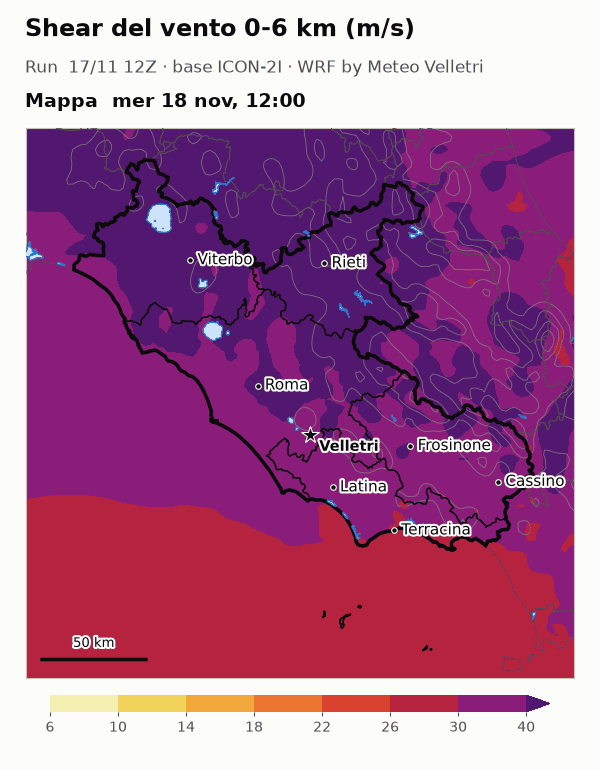 Shear del vento 0-6 km (m/s)
Run  17/11 12Z · base ICON-2I · WRF by Meteo Velletri
Mappa  mer 18 nov, 12:00
Viterbo
Rieti
Roma
Velletri
Frosinone
Cassino
Latina
Terracina
50 km
6 10 14 18 22 26 30 40